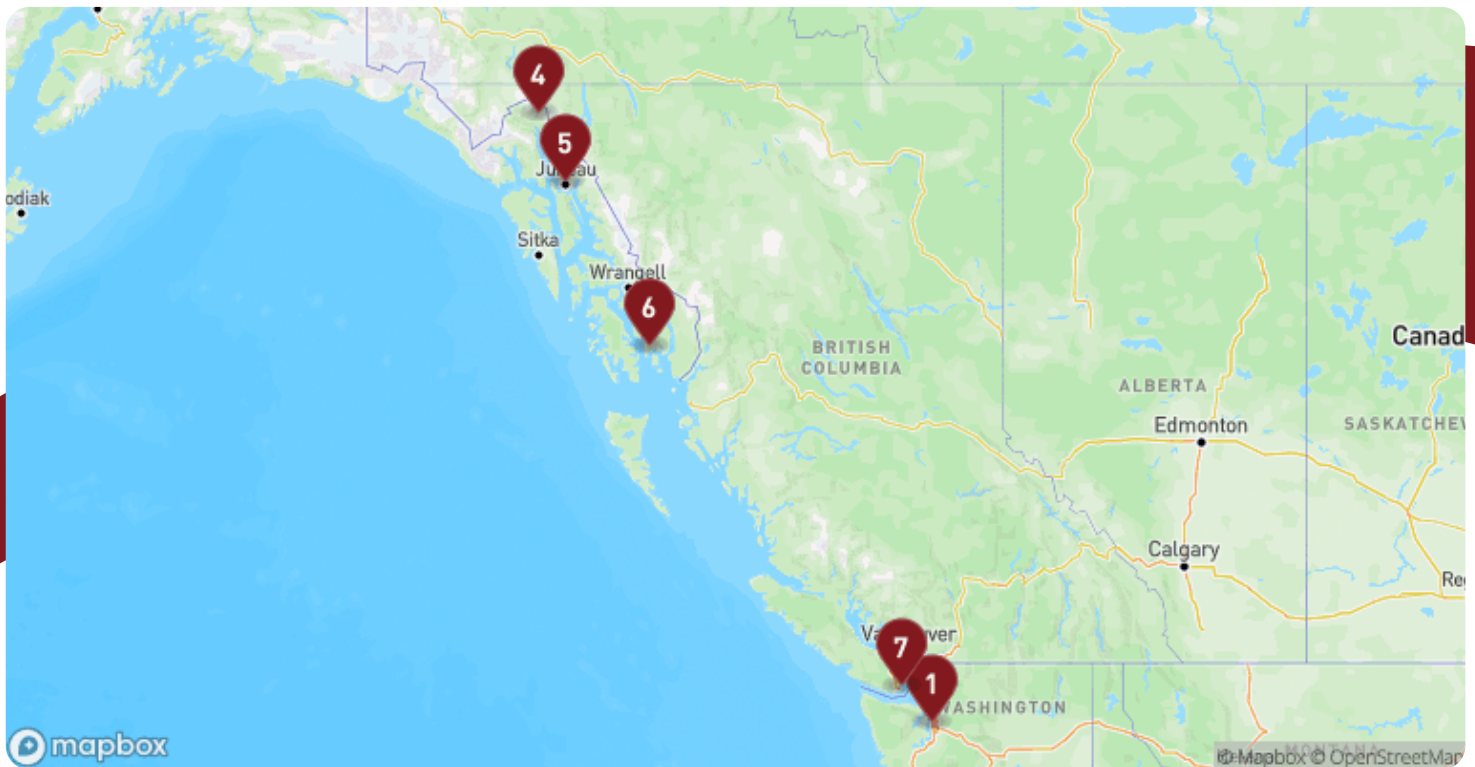 4
5
odiak
Sitka
Wrangell
6
BRITISH
COLUMBIA
Canad
ALBERTA
Edmonton
SASKATCHEW
Calgary
Re
7
1
WASHINGTON
mapbox
© Mapbox © OpenStreetMap